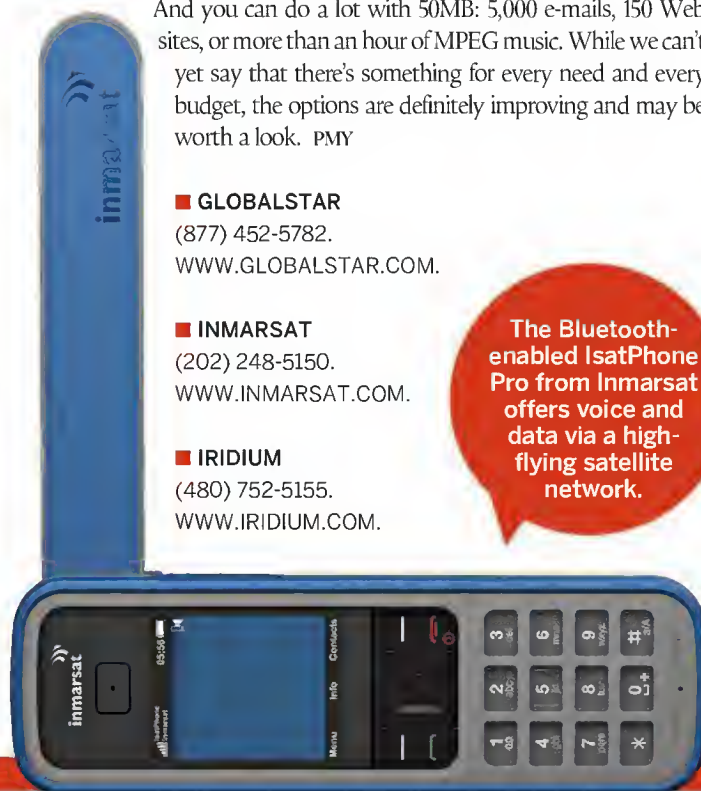 And you can do a lot with 50MB: 5,000 e-mails, 150 Web
sites, or more than an hour of MPEG music. While we can't
yet say that there's something for every need and every
budget, the options are definitely improving and may be
worth a look. PMY
■ GLOBALSTAR
(877) 452-5782.
WWW.GLOBALSTAR.COM.
■ INMARSAT
(202) 248-5150.
WWW.INMARSAT.COM.
■ IRIDIUM
(480) 752-5155.
WWW.IRIDIUM.COM.
The Bluetooth-
enabled IsatPhone
Pro from Inmarsat
offers voice and
data via a high-
flying satellite
network.
inmarsat
inmarsat
IsatPhone
Inmarsat
05:56
Menu Info Contacts
1 2 3
4 5 6
7 8 9
* 0 #